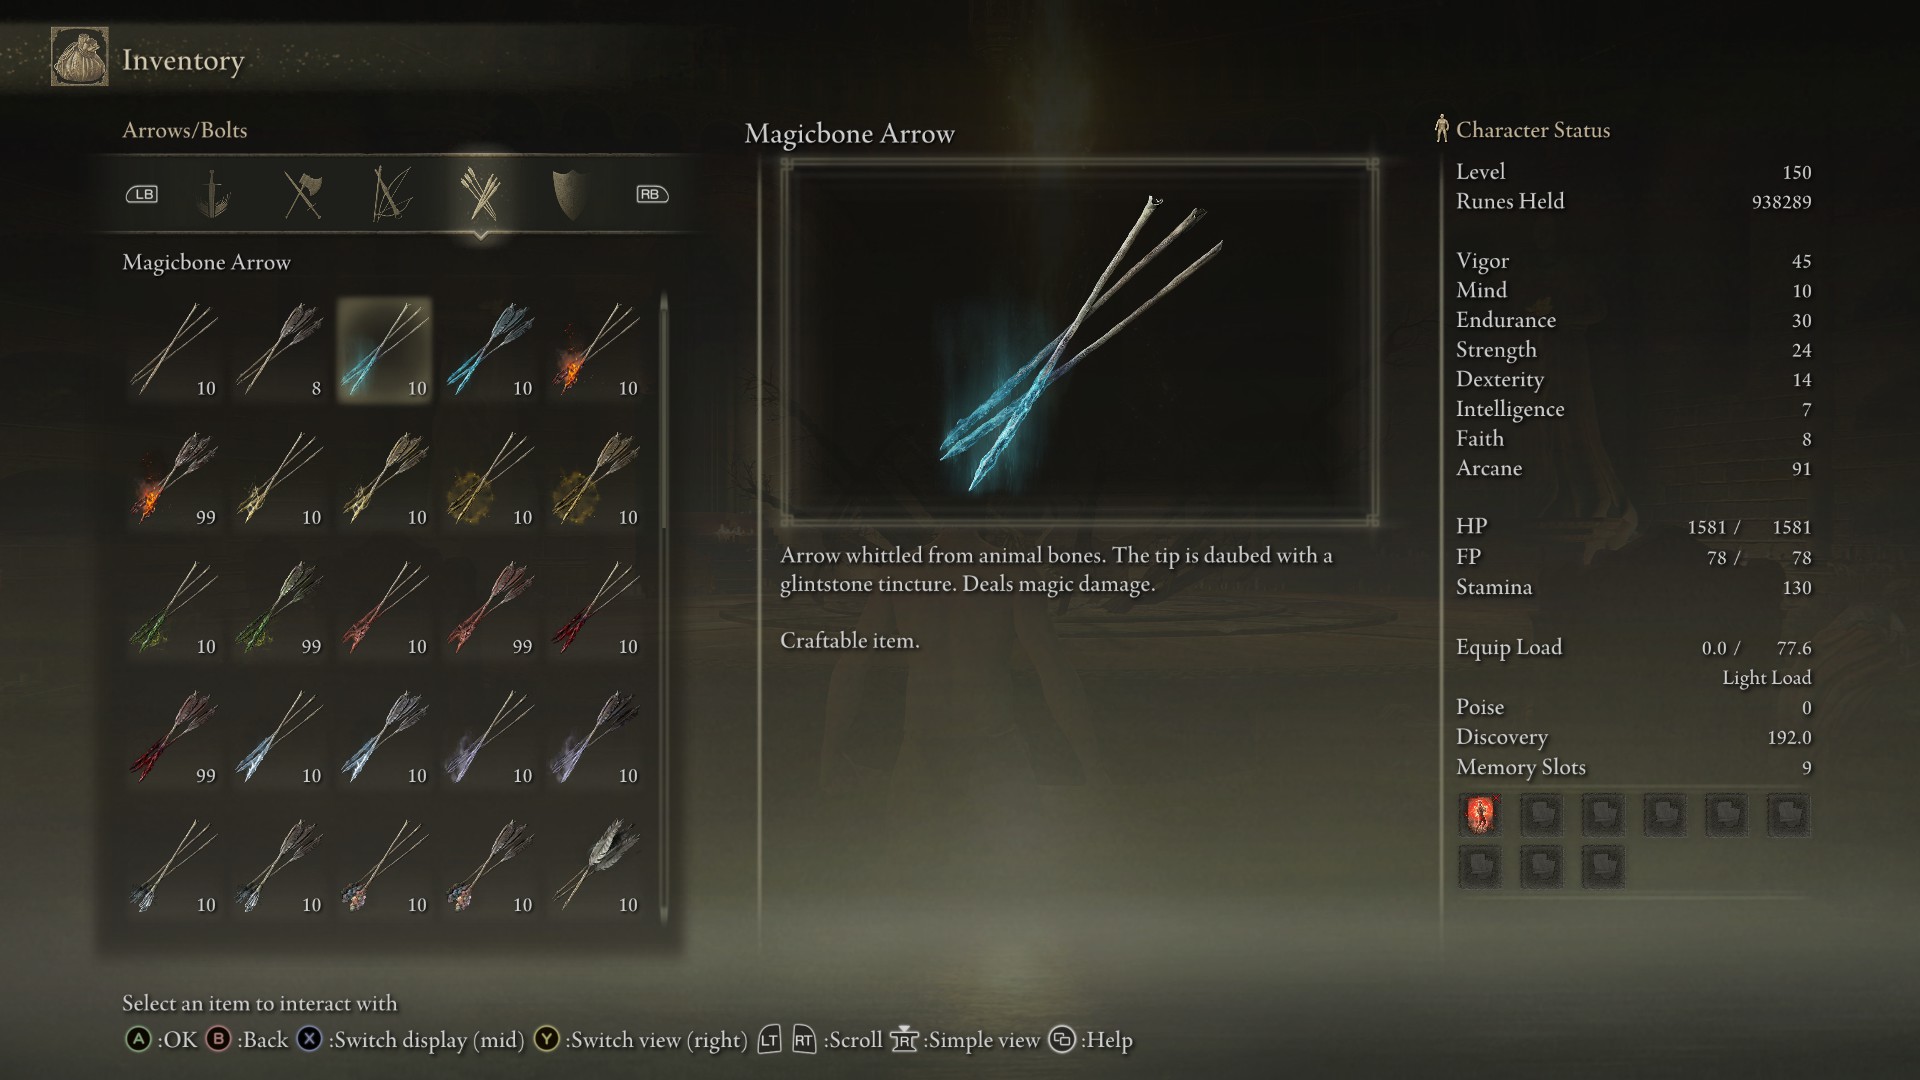 Inventory
Arrows/Bolts
LB
RB
Magicbone Arrow
10 8 10 10 10
99 10 10 10 10
10 99 10 99 10
99 10 10 10 10
10 10 10 10 10
Magicbone Arrow
Arrow whittled from animal bones. The tip is daubed with a
glintstone tincture. Deals magic damage.
Craftable item.
Character Status
Level 150
Runes Held 938289
Vigor 45
Mind 10
Endurance 30
Strength 24
Dexterity 14
Intelligence 7
Faith 8
Arcane 91
HP 1581 / 1581
FP 78 / 78
Stamina 130
Equip Load 0.0 / 77.6
Light Load
Poise 0
Discovery 192.0
Memory Slots 9
Select an item to interact with
A :OK B :Back X :Switch display (mid) Y :Switch view (right) LT RT :Scroll R :Simple view :Help